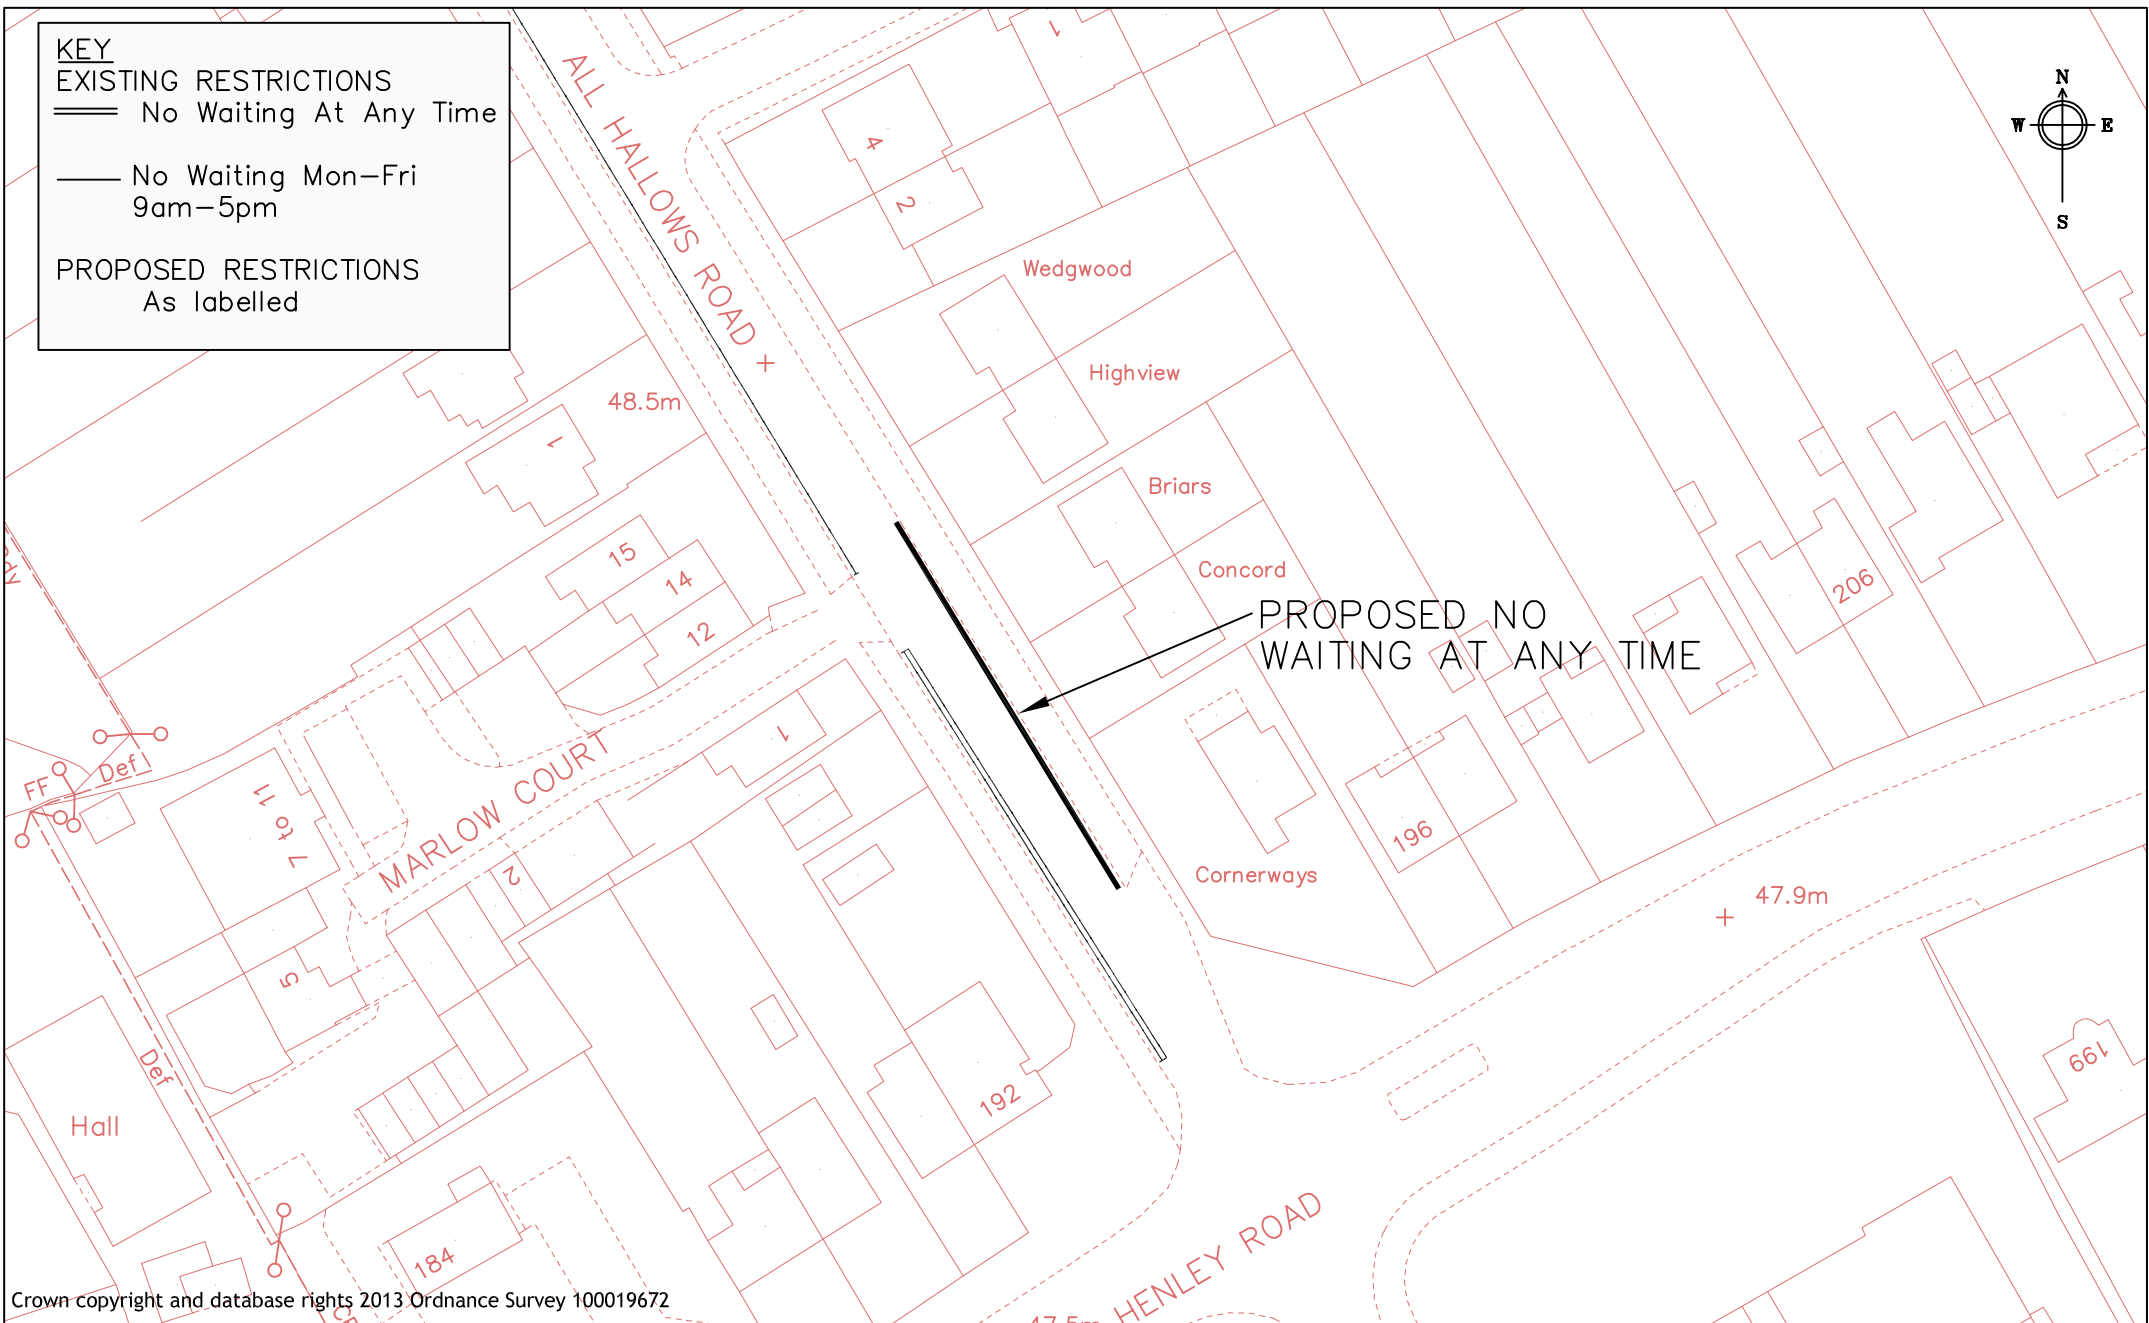 KEY
EXISTING RESTRICTIONS
No Waiting At Any Time
No Waiting Mon-Fri
9am-5pm
PROPOSED RESTRICTIONS
As labelled
N
W E
S
ALL HALLOWS ROAD
1
4
2
Wedgwood
Highview
48.5m
1
Briars
15
14
12
Concord
PROPOSED NO
WAITING AT ANY TIME
206
1
MARLOW COURT
Def
FF
7 to 11
2
196
Cornerways
47.9m
5
Def
Hall
192
199
184
HENLEY ROAD
47.5m
Crown copyright and database rights 2013 Ordnance Survey 100019672